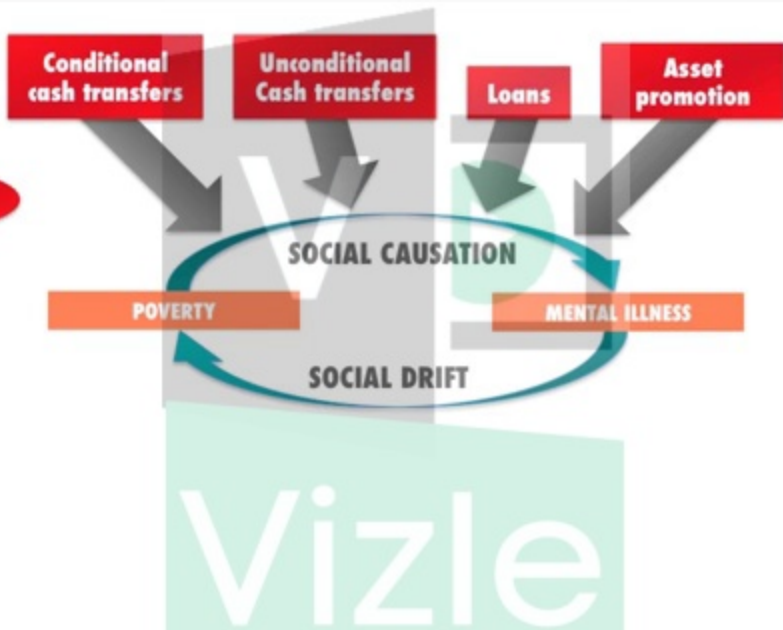 Conditional
cash transfers
Unconditional
Cash transfers
Loans
Asset
promotion
SOCIAL CAUSATION
POVERTY
MENTAL ILLNESS
SOCIAL DRIFT
V
Vizle